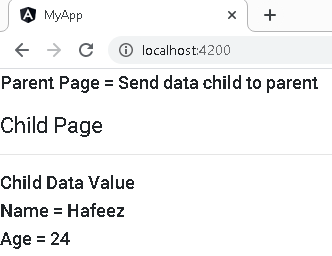 MyApp
localhost:4200
Parent Page = Send data child to parent
Child Page
Child Data Value
Name = Hafeez
Age = 24